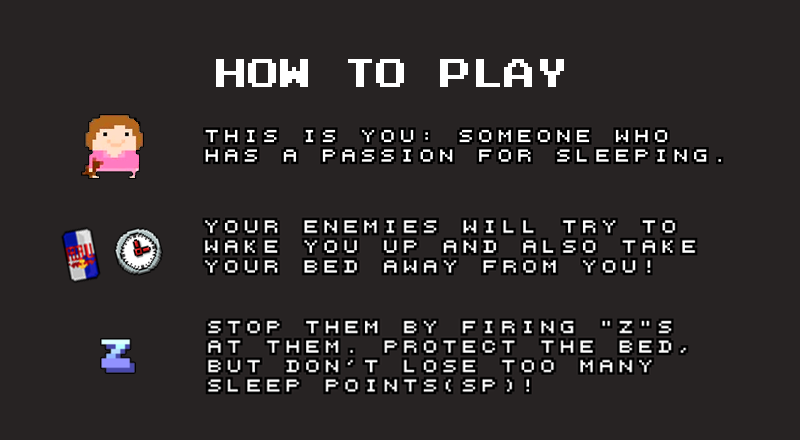 HOW TO PLAY
THIS IS YOU: SOMEONE WHO
HAS A PASSION FOR SLEEPING.
YOUR ENEMIES WILL TRY TO
WAKE YOU UP AND ALSO TAKE
YOUR BED AWAY FROM YOU!
Z
STOP THEM BY FIRING "Z"S
AT THEM. PROTECT THE BED,
BUT DON'T LOSE TOO MANY
SLEEP POINTS(SP)!